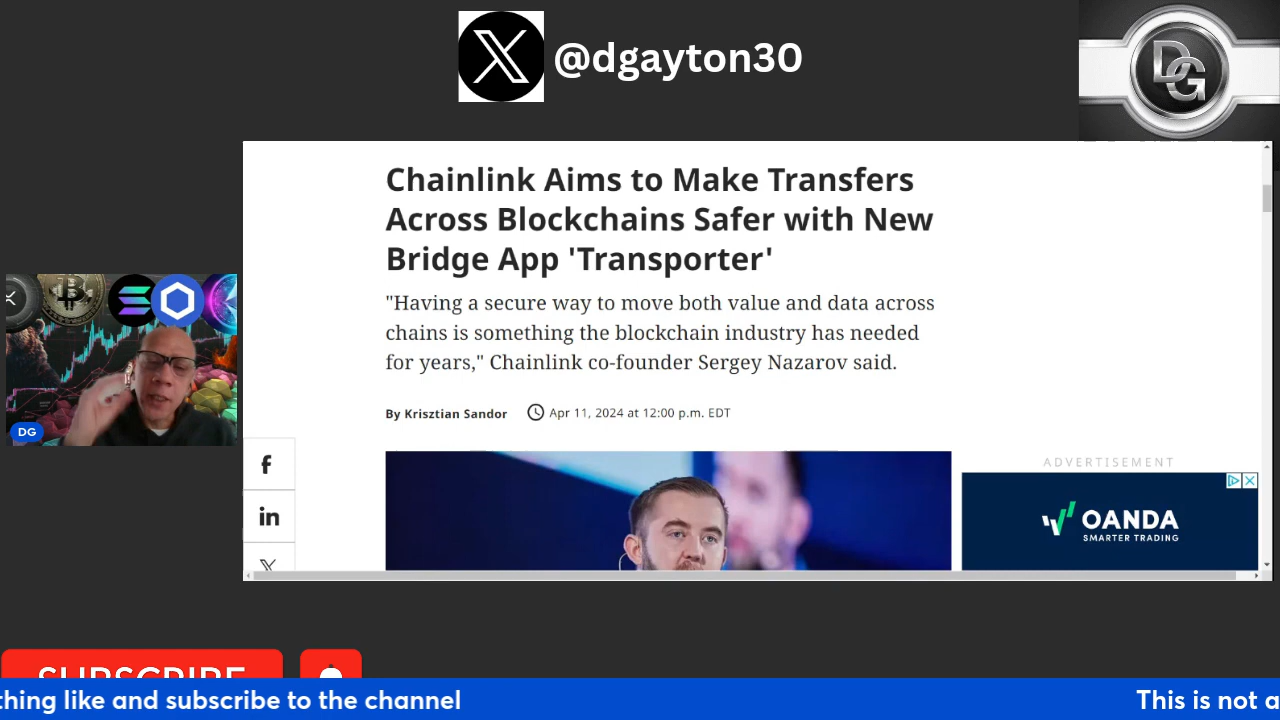 @dgayton30
DG
Chainlink Aims to Make Transfers
Across Blockchains Safer with New
Bridge App 'Transporter'
"Having a secure way to move both value and data across
chains is something the blockchain industry has needed
for years," Chainlink co-founder Sergey Nazarov said.
By Krisztian Sandor
Apr 11, 2024 at 12:00 p.m. EDT
DG
ADVERTISEMENT
OANDA
SMARTER TRADING
SUBSCRIBE
thing like and subscribe to the channel
This is not a